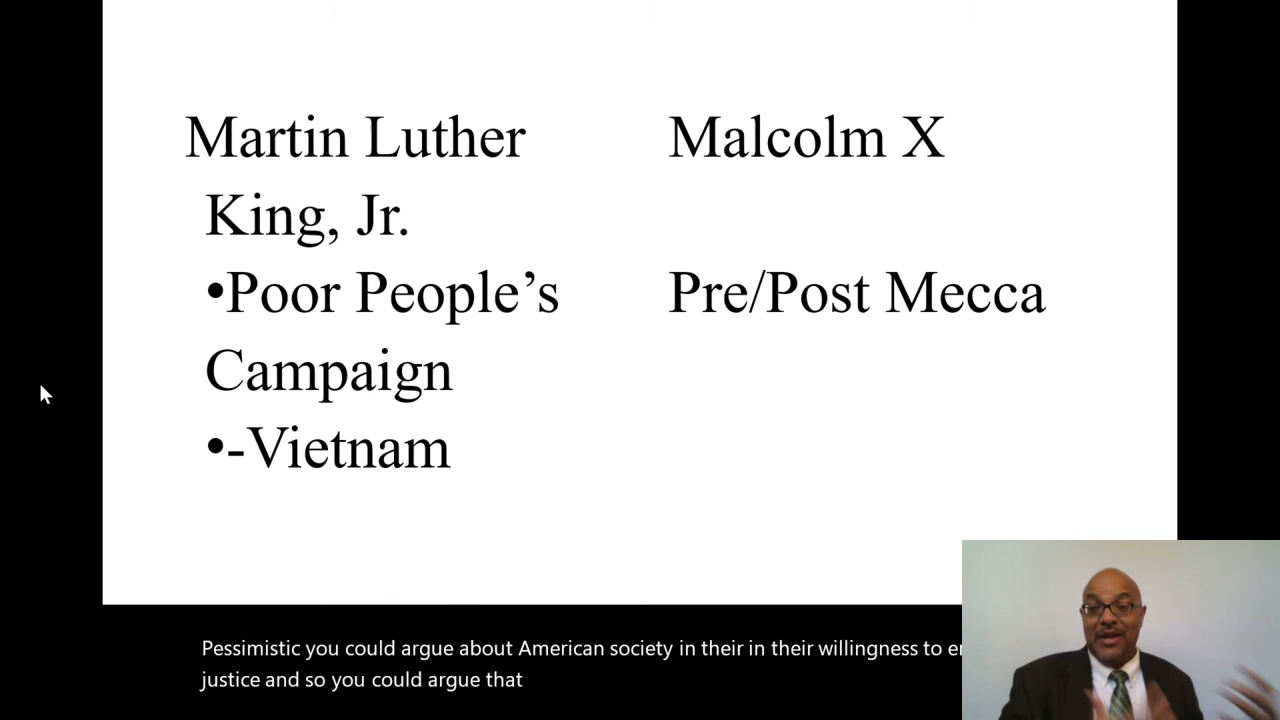 Martin Luther
King, Jr.
•Poor People’s
Campaign
•-Vietnam
Malcolm X
Pre/Post Mecca
Pessimistic you could argue about American society in their in their willingness to
justice and so you could argue that